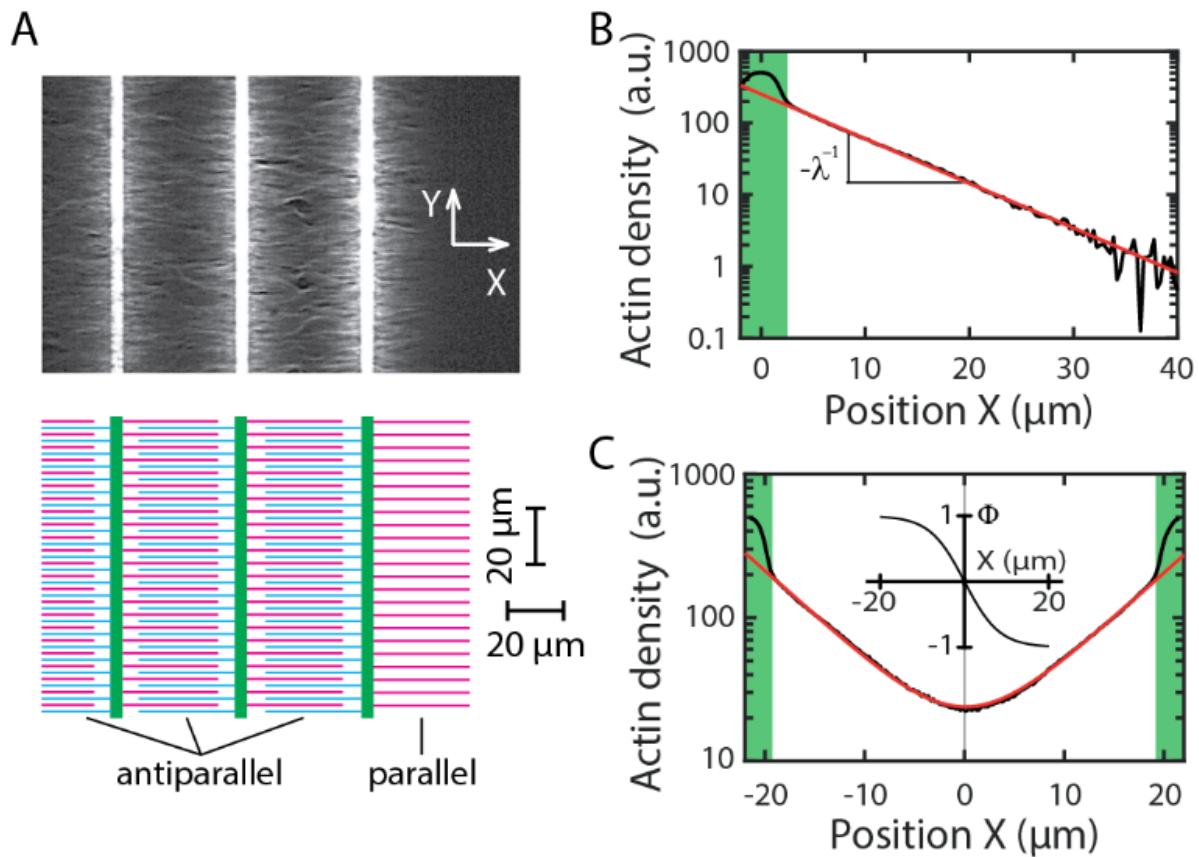 A
Y
X
20 μm
20 μm
antiparallel
parallel
B
Actin density (a.u.)
1000
100
10
1
0.1
-λ⁻¹
0
10
20
30
40
Position X (μm)
C
Actin density (a.u.)
1000
100
10
1
Φ
X (μm)
-20
20
-1
-20
-10
0
10
20
Position X (μm)